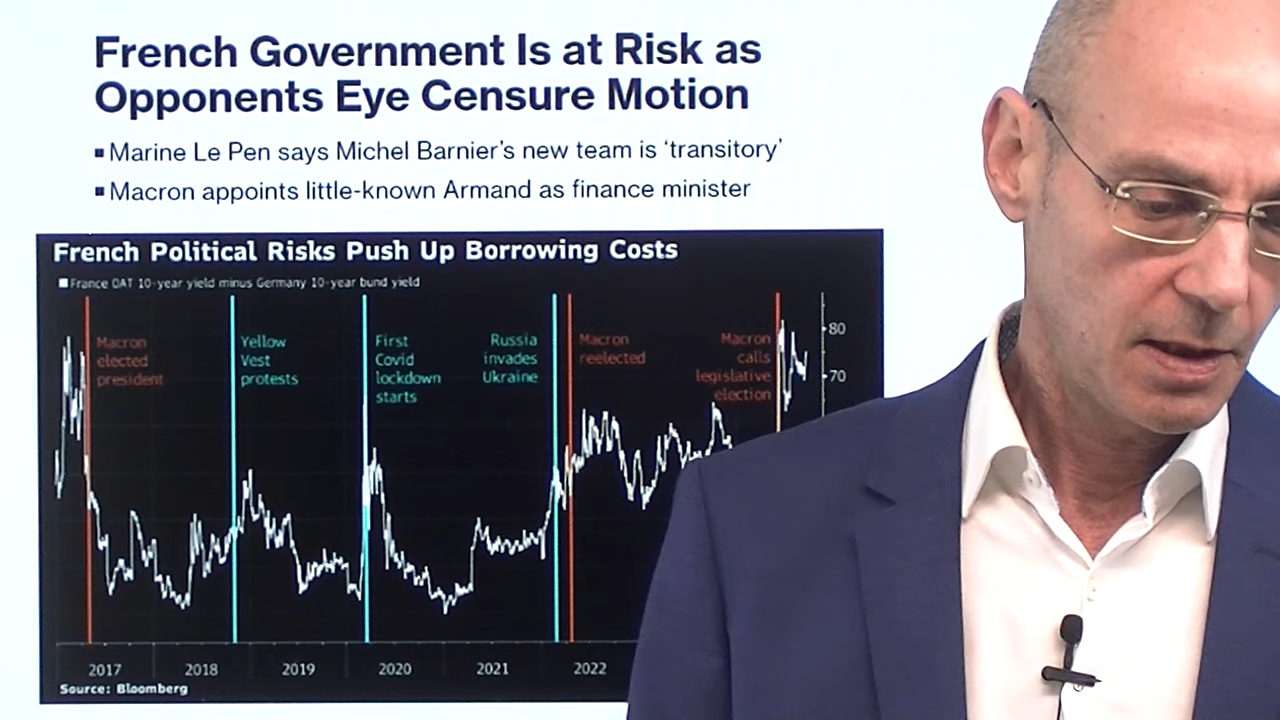 French Government Is at Risk as
Opponents Eye Censure Motion
▪ Marine Le Pen says Michel Barnier's new team is ‘transitory’
▪ Macron appoints little-known Armand as finance minister
French Political Risks Push Up Borrowing Costs
France OAT 10-year yield minus Germany 10-year bund yield
Macron
elected
president
Yellow
Vest
protests
First
Covid
lockdown
starts
Russia
invades
Ukraine
Macron
reelected
Macron
calls
legislative
election
80
70
2017 2018 2019 2020 2021 2022
Source: Bloomberg